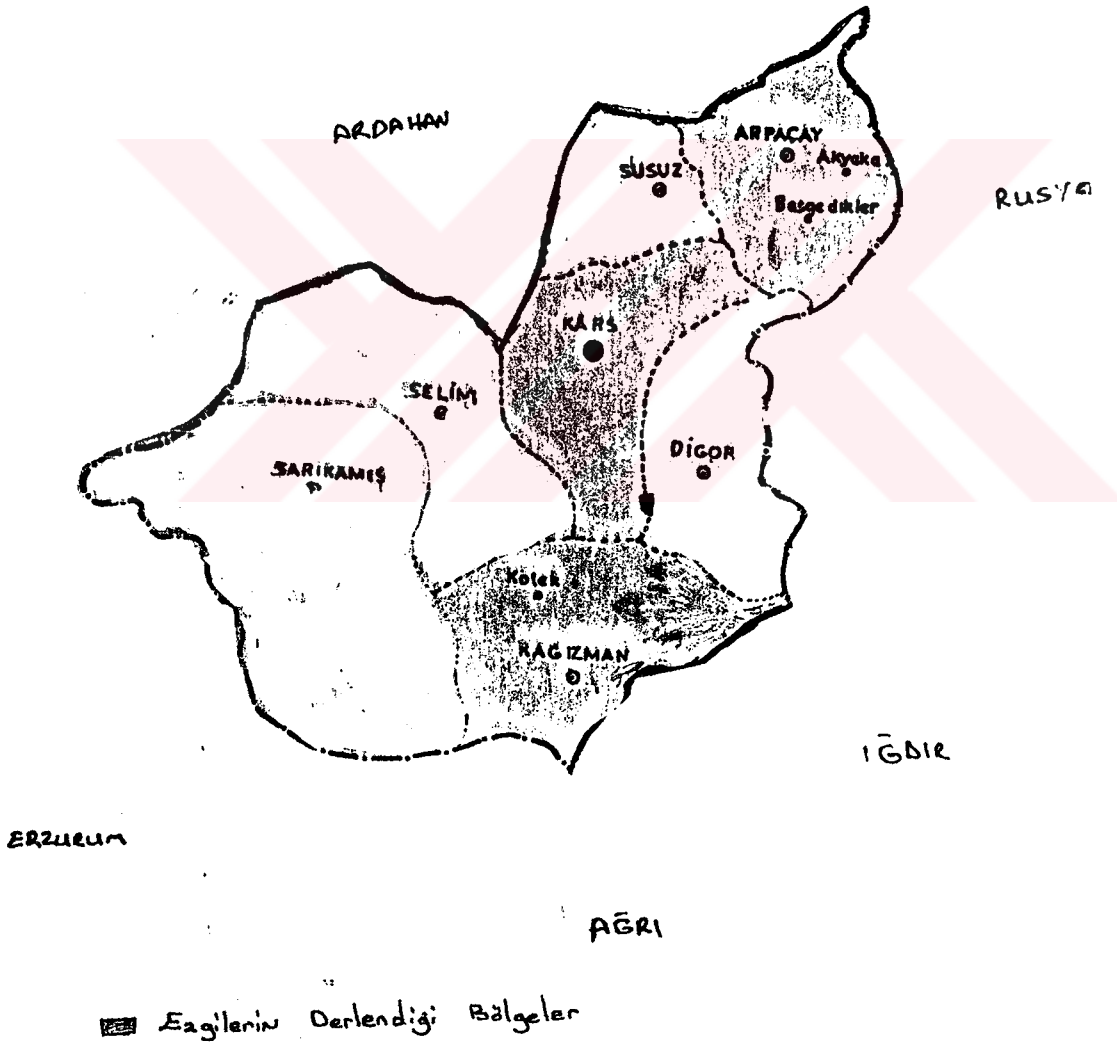 ARDAHAN
ARPAÇAY
Akyaka
SUSUZ
RUSYA
Başgedikler
KARS
SELİM
DİGOR
SARIKAMIŞ
Kötek
KAĞIZMAN
IĞDIR
ERZURUM
AĞRI
Ezgilerin Derlendiği Bölgeler